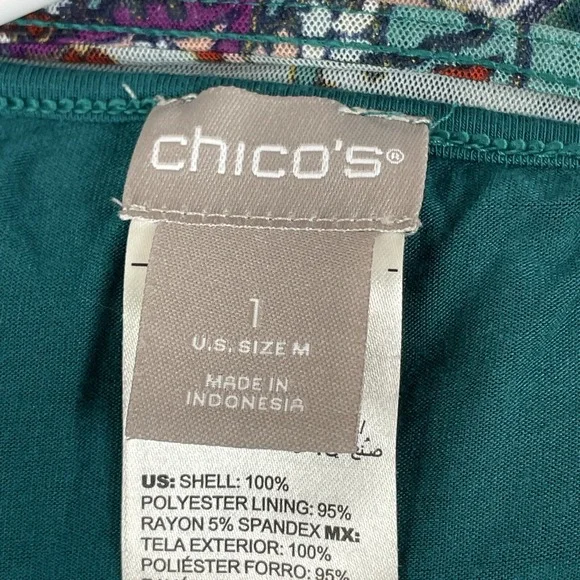 chico's®
1
U.S. SIZE M
MADE IN
INDONESIA
US: SHELL: 100%
POLYESTER LINING: 95%
RAYON 5% SPANDEX MX:
TELA EXTERIOR: 100%
POLIÉSTER FORRO: 95%